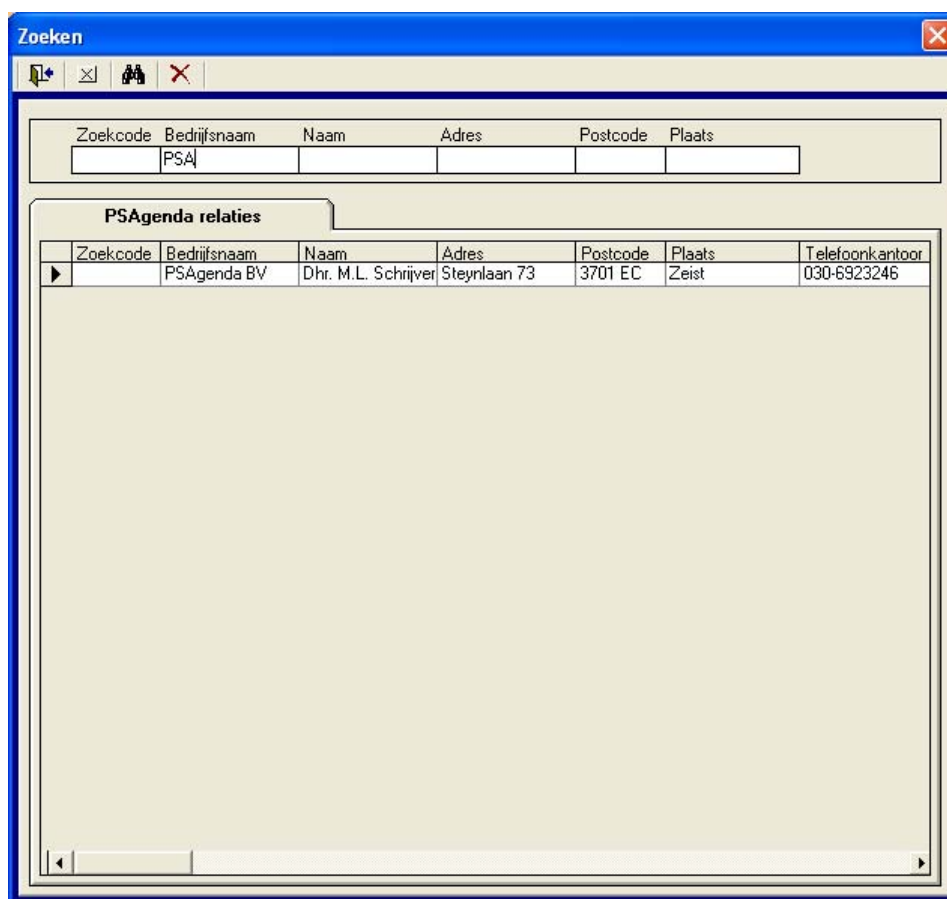 Zoeken
Zoekcode Bedrijfsnaam Naam Adres Postcode Plaats
PSA
PSAgenda relaties
Zoekcode Bedrijfsnaam Naam Adres Postcode Plaats Telefoonkantoor
PSAgenda BV Dhr. M.L. Schrijver Steynlaan 73 3701 EC Zeist 030-6923246